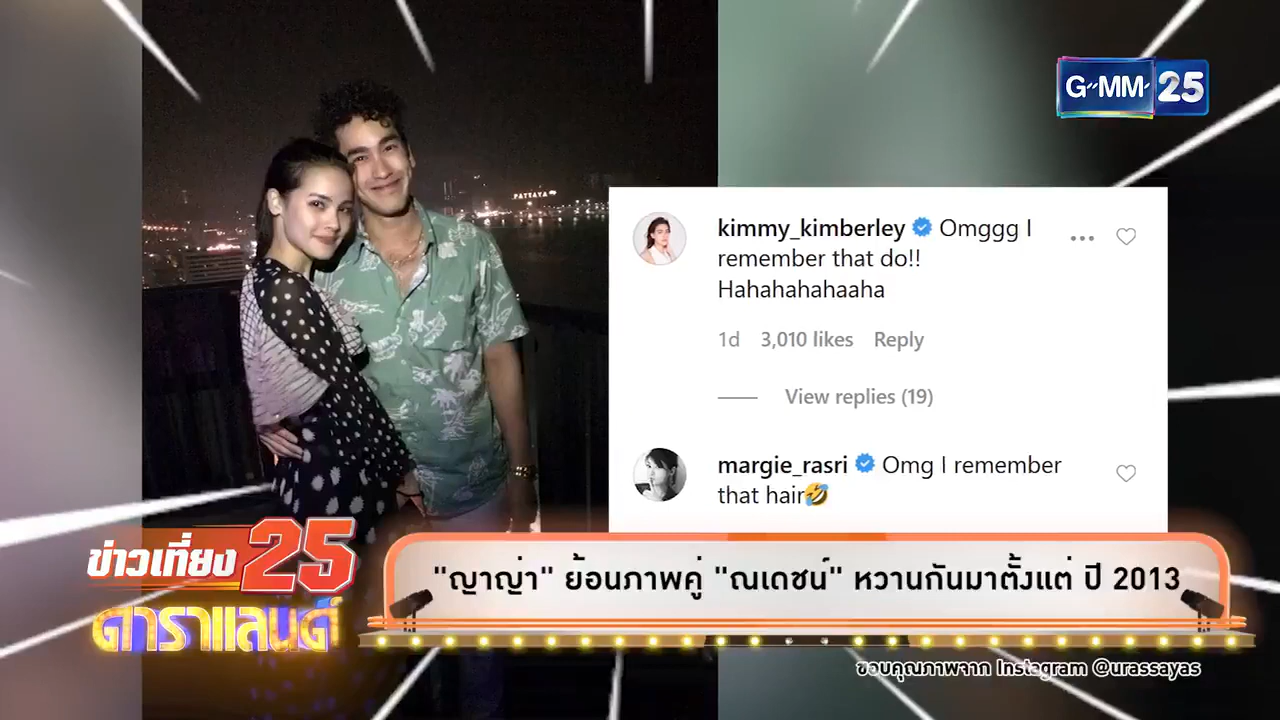 GMM 25
PATTAYA
kimmy_kimberley Omggg I
remember that do!!
Hahahahahaaha
1d 3,010 likes Reply
View replies (19)
margie_rasri Omg I remember
that hair🤣
ข่าวเที่ยง 25
ดาราแลนด์
"ญาญ่า" ย้อนภาพคู่ "ณเดชน์" หวานกันมาตั้งแต่ ปี 2013
ขอบคุณภาพจาก Instagram @urassayas